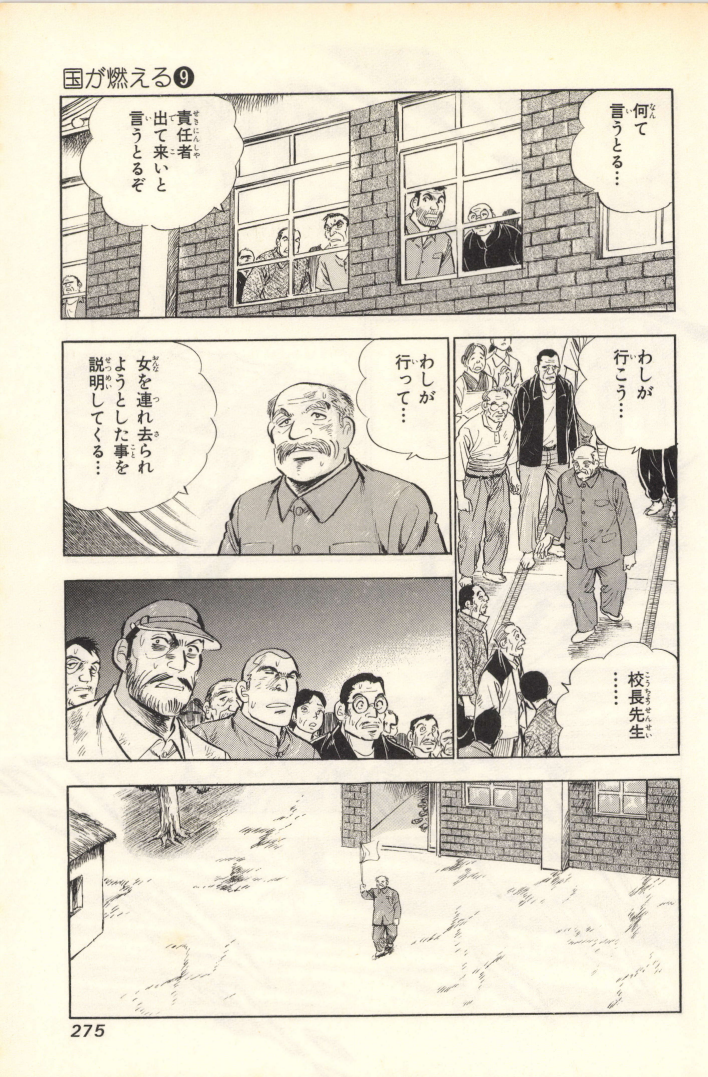 国が燃える❾
何て
言うとる…
責任者
出て来いと
言うとるぞ
わしが
行こう…
校長先生
……
わしが
行って…
女を連れ去られ
ようとした事を
説明してくる…
275